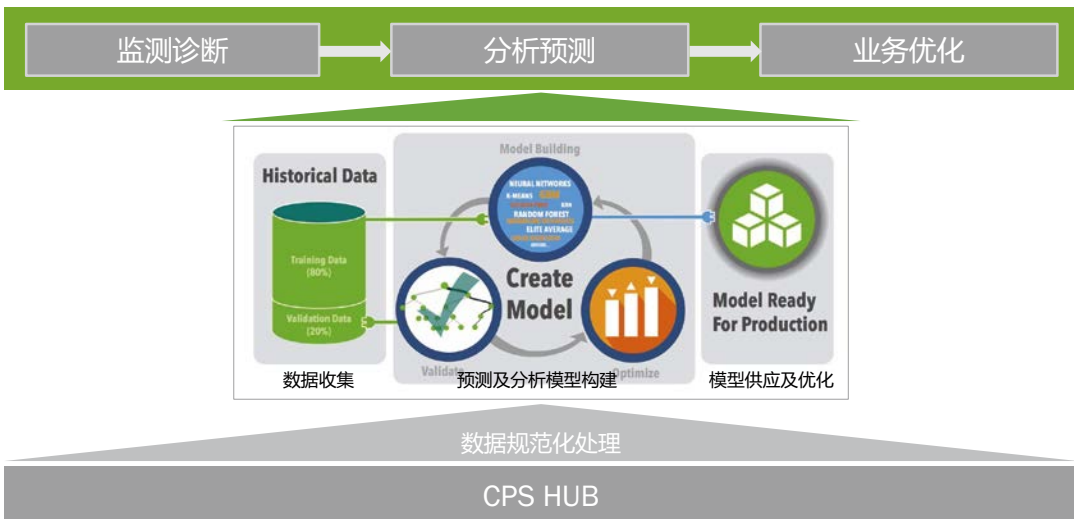 监测诊断
分析预测
业务优化
Model Building
Historical Data
NEURAL NETWORKS
K-MEANS
RANDOM FOREST
ELITE AVERAGE
Training Data
(80%)
Create
Model
Model Ready
For Production
Validation Data
(20%)
Validate
Optimize
数据收集
预测及分析模型构建
模型供应及优化
数据规范化处理
CPS HUB